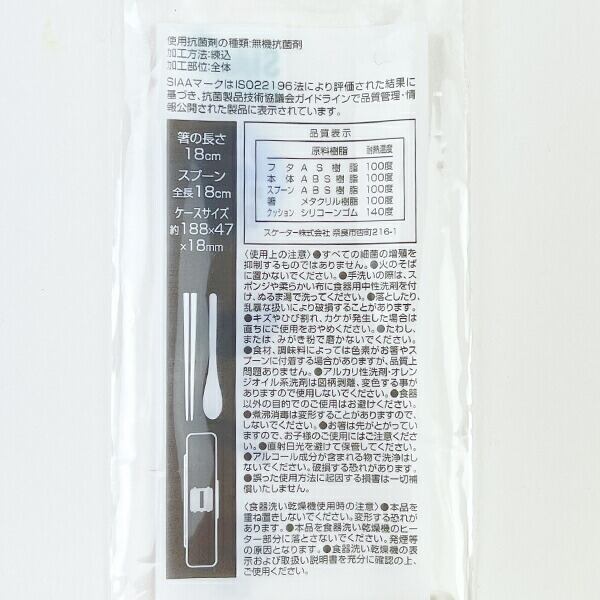 使用抗菌剤の種類:無機抗菌剤
加工方法:練込
加工部位:全体
SIAAマークはISO22196法により評価された結果に
基づき、抗菌製品技術協議会ガイドラインで品質管理・情
報公開された製品に表示されています。
箸の長さ
18cm
スプーン
全長18cm
ケースサイズ
約188×47
×18mm
品質表示
原料樹脂 耐熱温度
フタ AS樹脂 100度
本体 ABS樹脂 100度
スプーン ABS樹脂 100度
箸 メタクリル樹脂 100度
クッション シリコーンゴム 140度
スケーター株式会社 奈良市杏町216-1
〈使用上の注意〉●すべての細菌の増殖を
抑制するものではありません。●火のそば
に置かないでください。●手洗いの際は、ス
ポンジや柔らかい布に食器用中性洗剤を付
け、ぬるま湯で洗ってください。●落としたり、
乱暴な扱いにより破損することがあります。
●キズやひび割れ、カケが発生した場合は
直ちにご使用をおやめください。●たわし、
または、みがき粉で磨かないでください。
●食材、調味料によっては色素がお箸やス
プーンに付着する場合がありますが、品質上
問題ありません。●アルカリ性洗剤・オレン
ジオイル系洗剤は図柄剥離、変色する事が
ありますので使用しないでください。●食器
以外の目的でのご使用はお避けください。
●煮沸消毒は変形することがありますので、
しないでください。●お箸は先がとがってい
ますので、お子様のご使用にはご注意くださ
い。●直射日光を避けて保管してください。
●アルコール成分が含まれる物で洗浄はし
ないでください。破損する恐れがあります。
●誤った使用方法に起因する損害は一切補
償いたしません。
〈食器洗い乾燥機使用時の注意〉●本品を
重ね置きしないでください。変形する恐れが
あります。●本品を食器洗い乾燥機のヒー
ター部分に落とさないでください。発煙等
の原因となります。●食器洗い乾燥機の表
示および取扱い説明書を充分に確認の上、
ご使用ください。